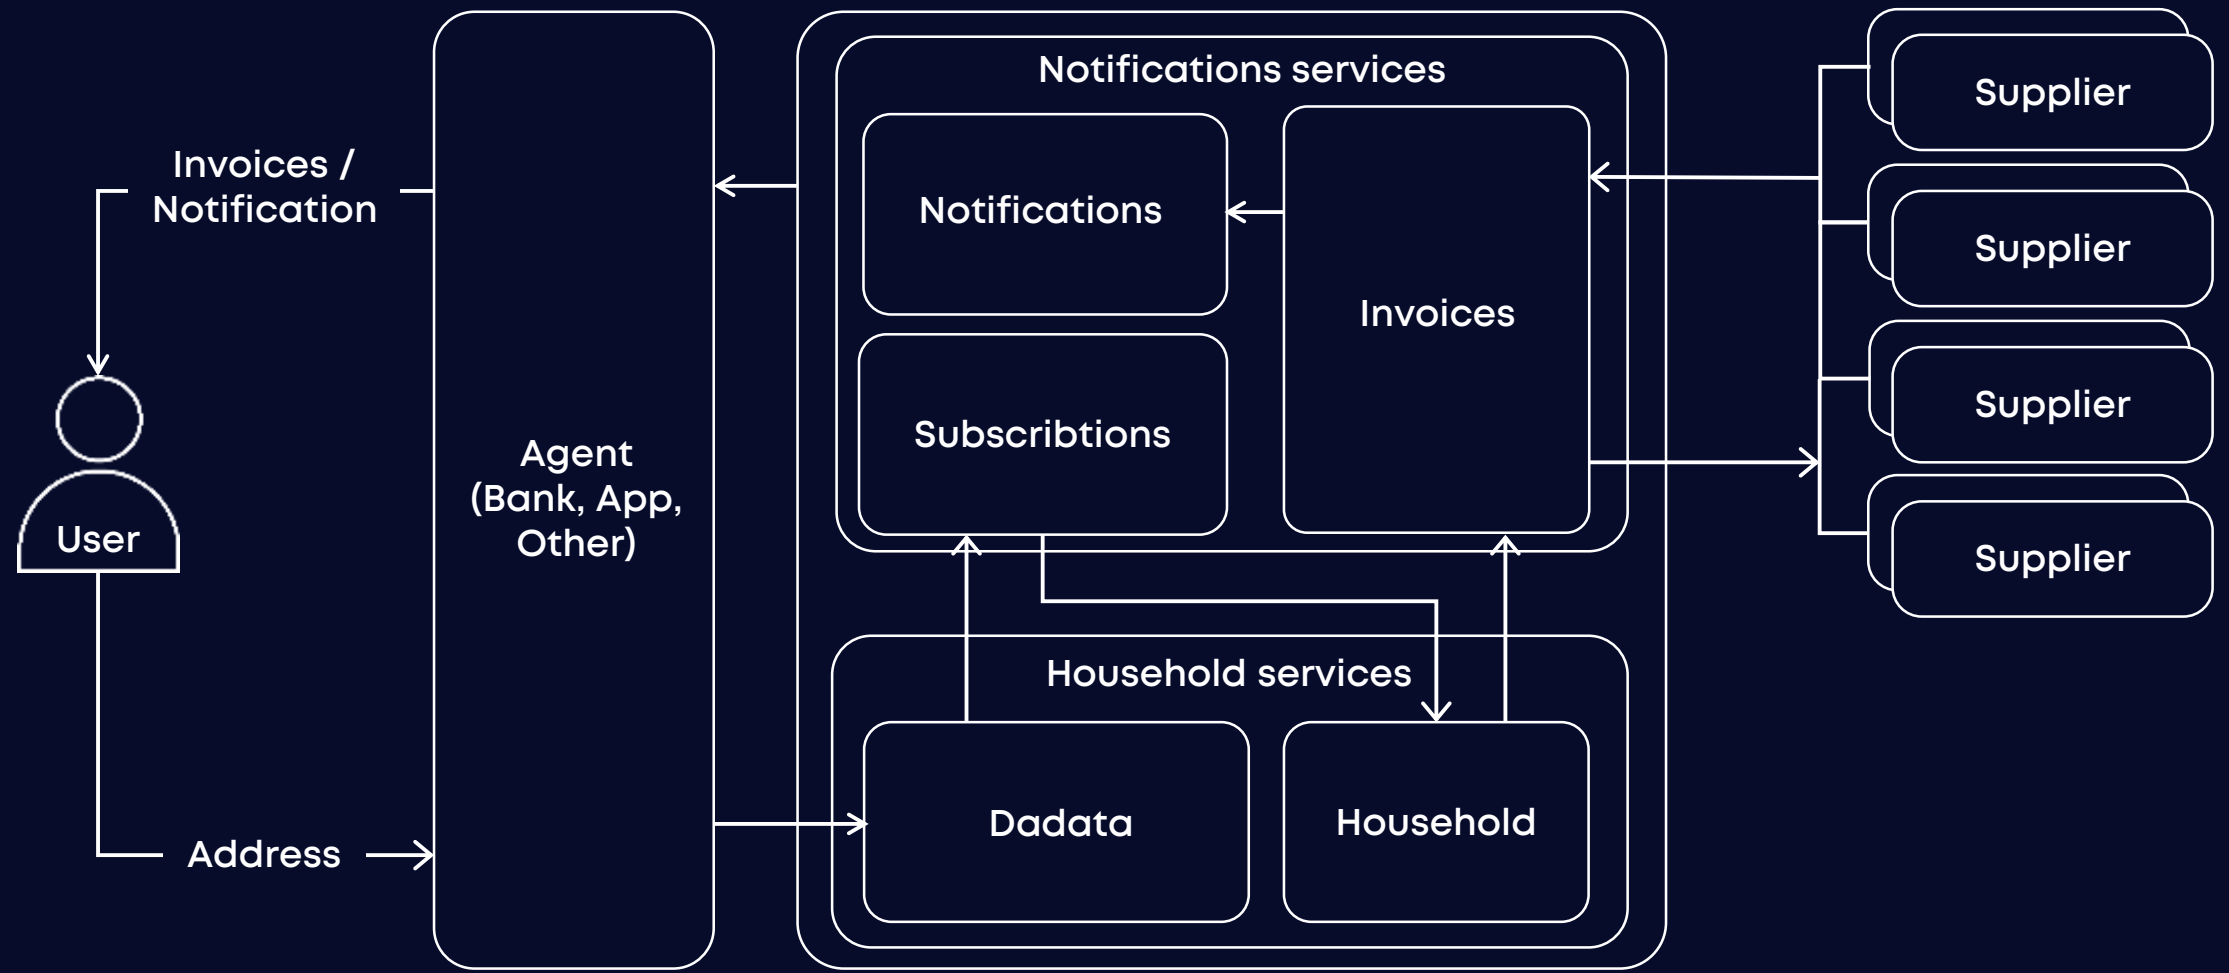 Notifications services
Supplier
Invoices /
Notification
Notifications
Supplier
Invoices
Supplier
Subscribtions
Agent
(Bank, App,
Other)
User
Supplier
Household services
Dadata
Household
Address